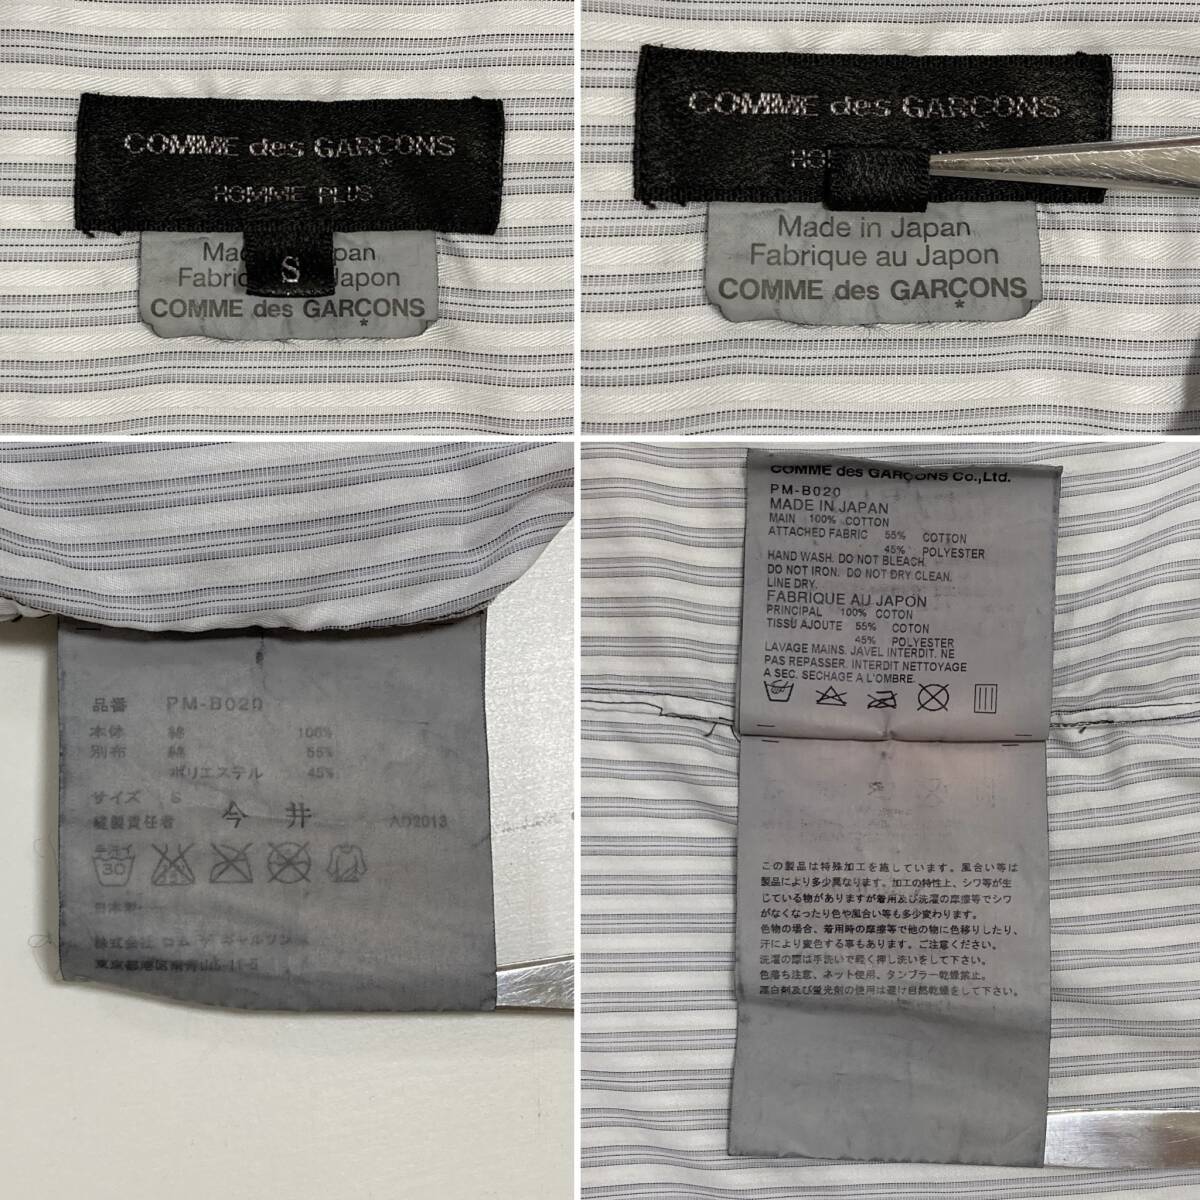 COMME des GARÇONS
HOMME PLUS
S
COMME des GARÇONS
COMME des GARÇONS
Made in Japan
Fabrique au Japon
COMME des GARÇONS
品番 PM-B020
本体 綿 100%
別布 綿 55%
ポリエステル 45%
サイズ S
縫製責任者 今井 AD2013
30
日本製
東京都港区南青山5-11-5
COMME des GARÇONS Co.,Ltd.
PM-B020
MADE IN JAPAN
MAIN 100% COTTON
ATTACHED FABRIC 55% COTTON
45% POLYESTER
HAND WASH. DO NOT BLEACH.
DO NOT IRON. DO NOT DRY CLEAN.
LINE DRY.
FABRIQUE AU JAPON
PRINCIPAL 100% COTON
TISSU AJOUTE 55% COTON
45% POLYESTER
LAVAGE MAINS. JAVEL INTERDIT. NE
PAS REPASSER. INTERDIT NETTOYAGE
A SEC. SECHAGE A L'OMBRE.
この製品は特殊加工を施しています。風合い等は
製品により多少異なります。加工の特性上、シワ等が生
じている物がありますが着用及び洗濯の摩擦等でシワ
がなくなったり色や風合い等も多少変わります。
色物の場合、着用時の摩擦等で他の物に色移りしたり、
汗により変色する事もあります。ご注意ください。
洗濯の際は手洗いで軽く押し洗いをして下さい。
色落ち注意、ネット使用、タンブラー乾燥禁止。
漂白剤及び蛍光剤の使用は避け自然乾燥をして下さい。